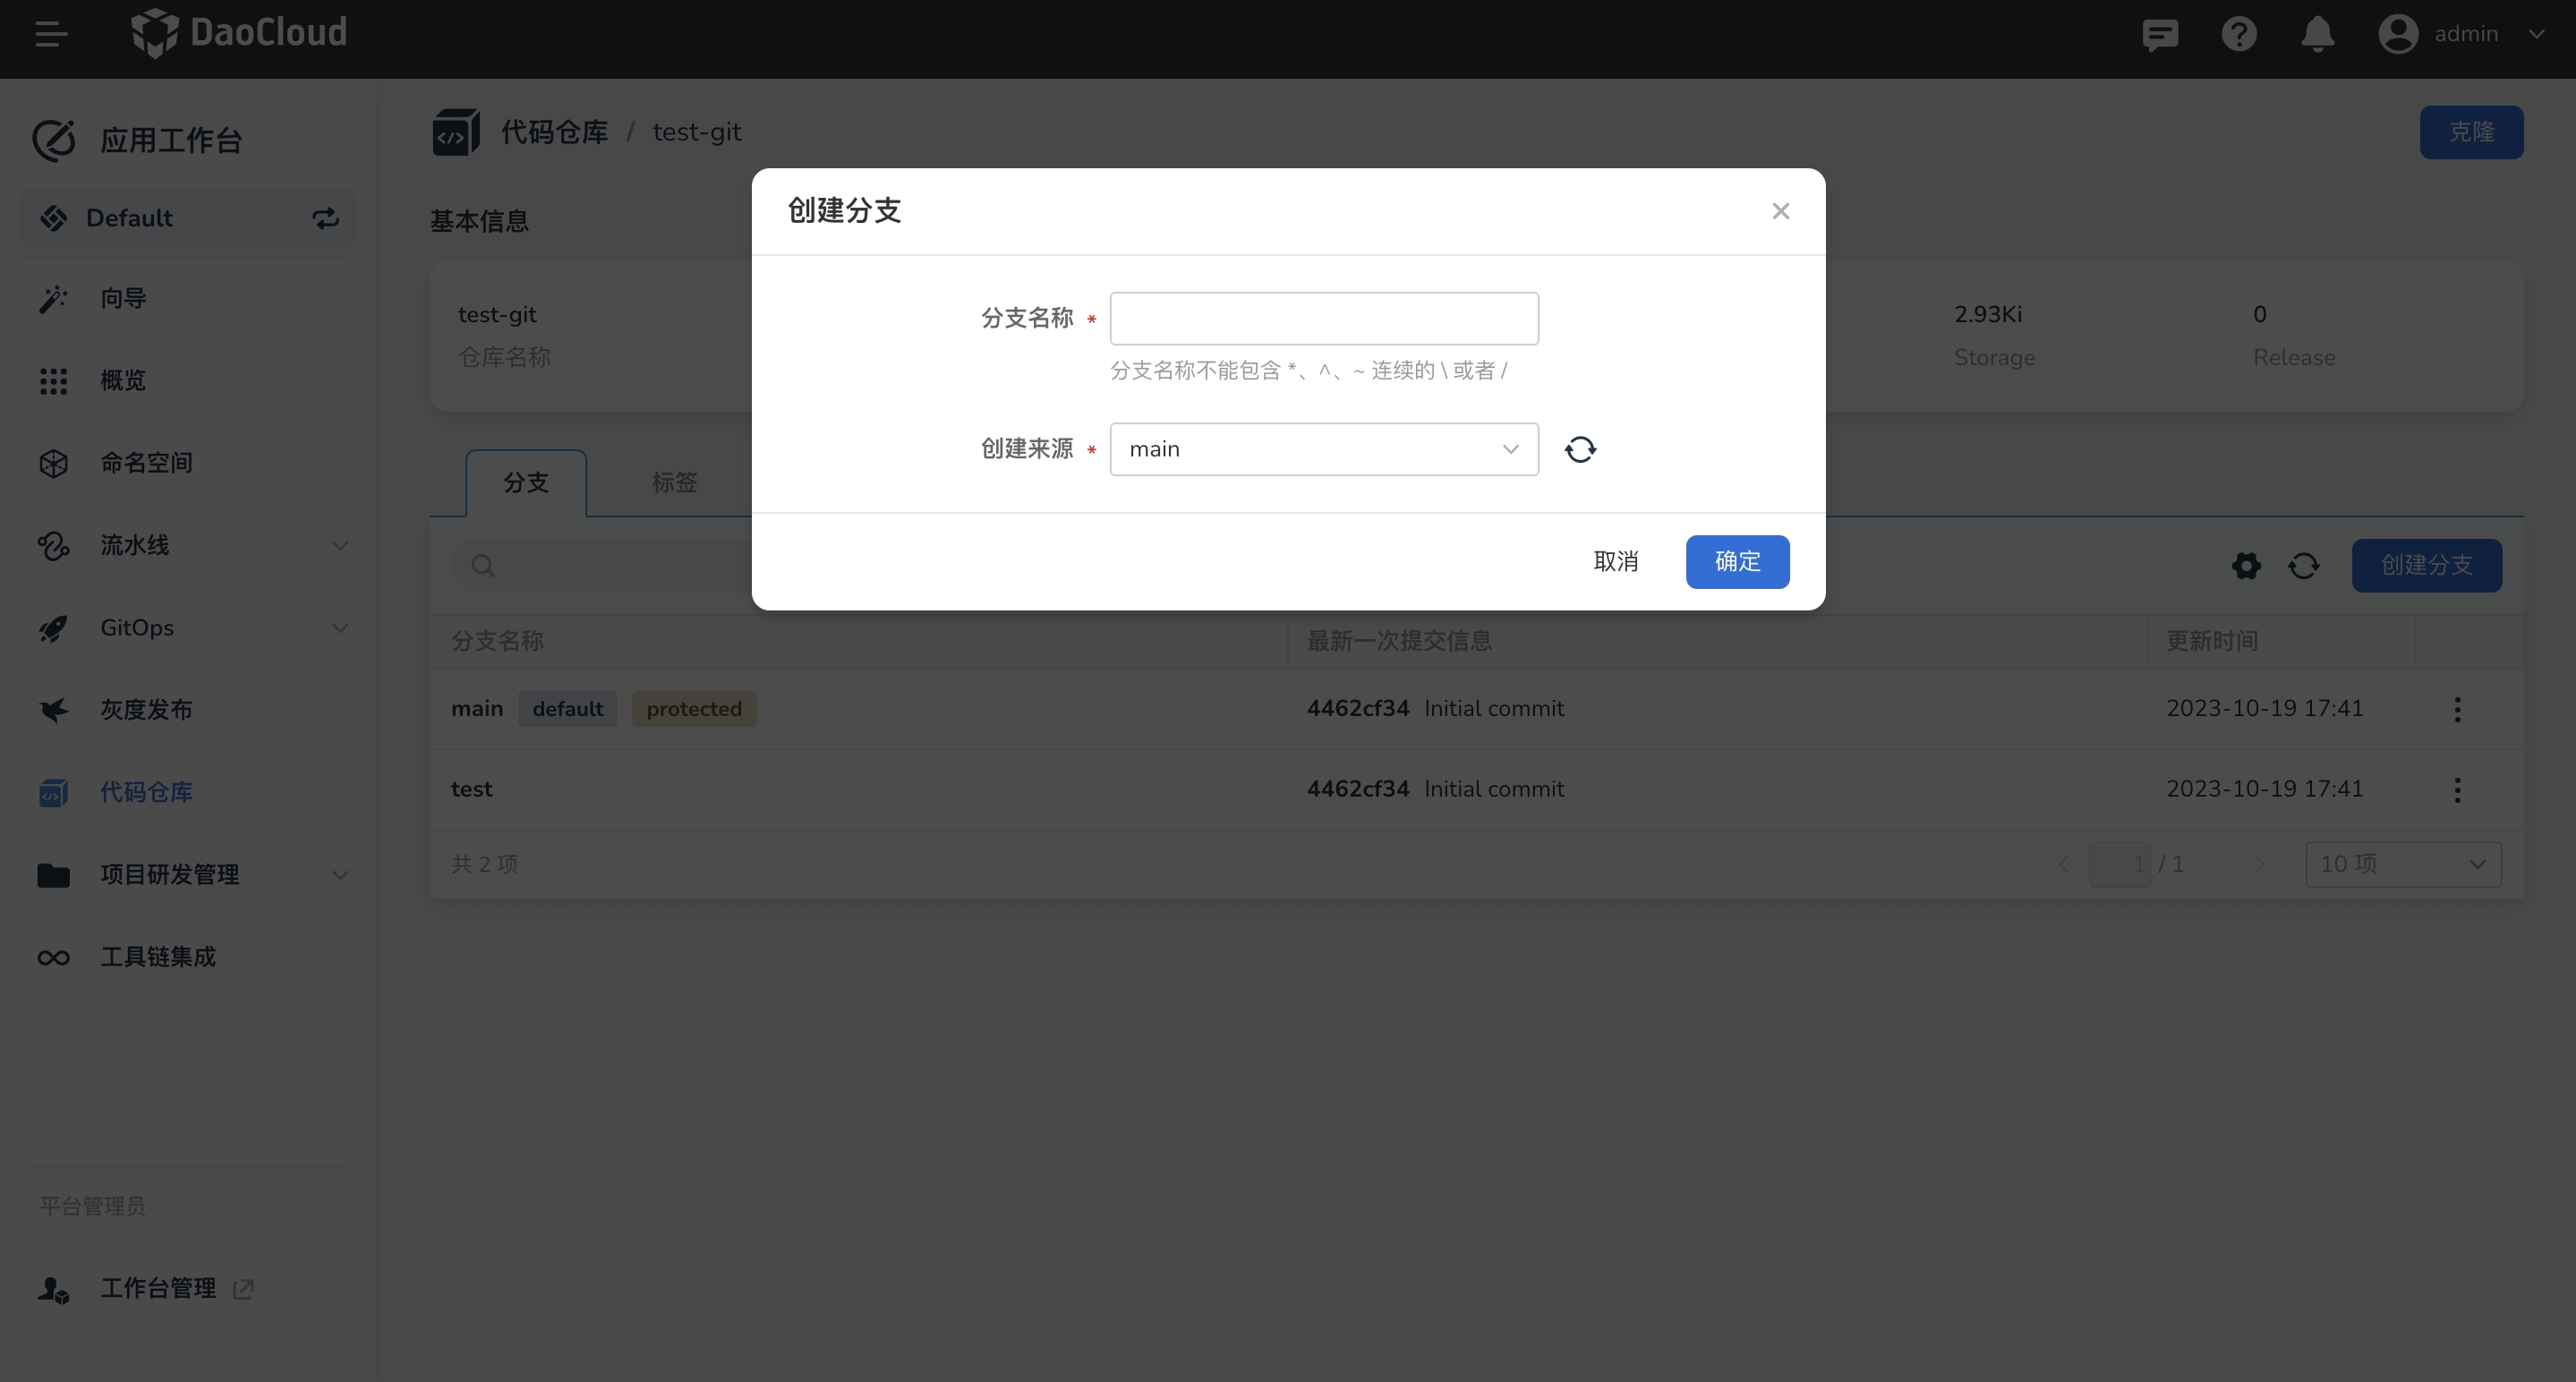 DaoCloud
admin
应用工作台
Default
向导
概览
命名空间
流水线
GitOps
灰度发布
代码仓库
项目研发管理
工具链集成
平台管理员
工作台管理
代码仓库 / test-git
克隆
基本信息
test-git
仓库名称
2.93Ki
Storage
0
Release
分支
标签
创建分支
分支名称 最新一次提交信息 更新时间
main default protected 4462cf34 Initial commit 2023-10-19 17:41
test 4462cf34 Initial commit 2023-10-19 17:41
共 2 项
1 / 1
10 项
创建分支
分支名称 *
分支名称不能包含 *、^、~ 连续的 \ 或者 /
创建来源 * main
取消 确定